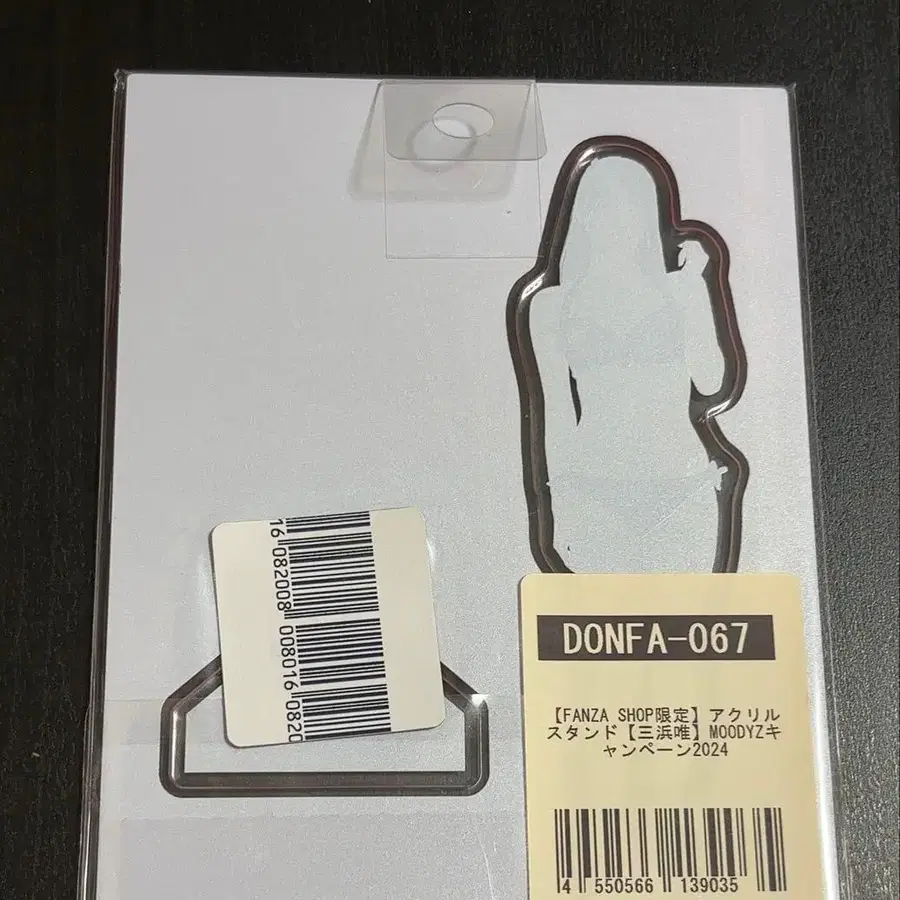 16 082008 008016 0820
DONFA-067
【FANZA SHOP限定】アクリル
スタンド【三浜唯】MOODYZキ
ャンペーン2024
4 550566 139035